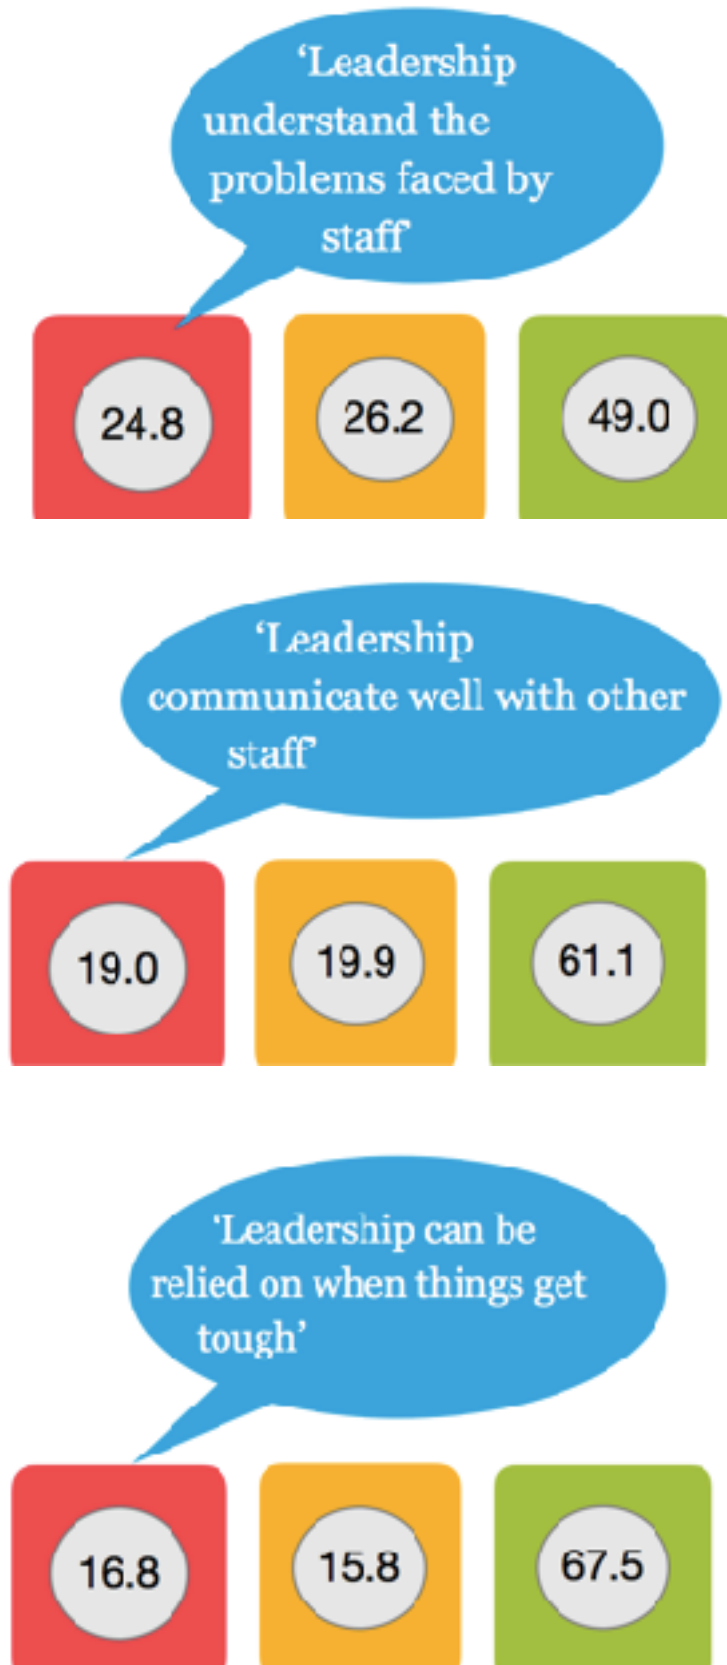 ‘Leadership
understand the
problems faced by
staff’
24.8 26.2 49.0
‘Leadership
communicate well with other
staff’
19.0 19.9 61.1
‘Leadership can be
relied on when things get
tough’
16.8 15.8 67.5